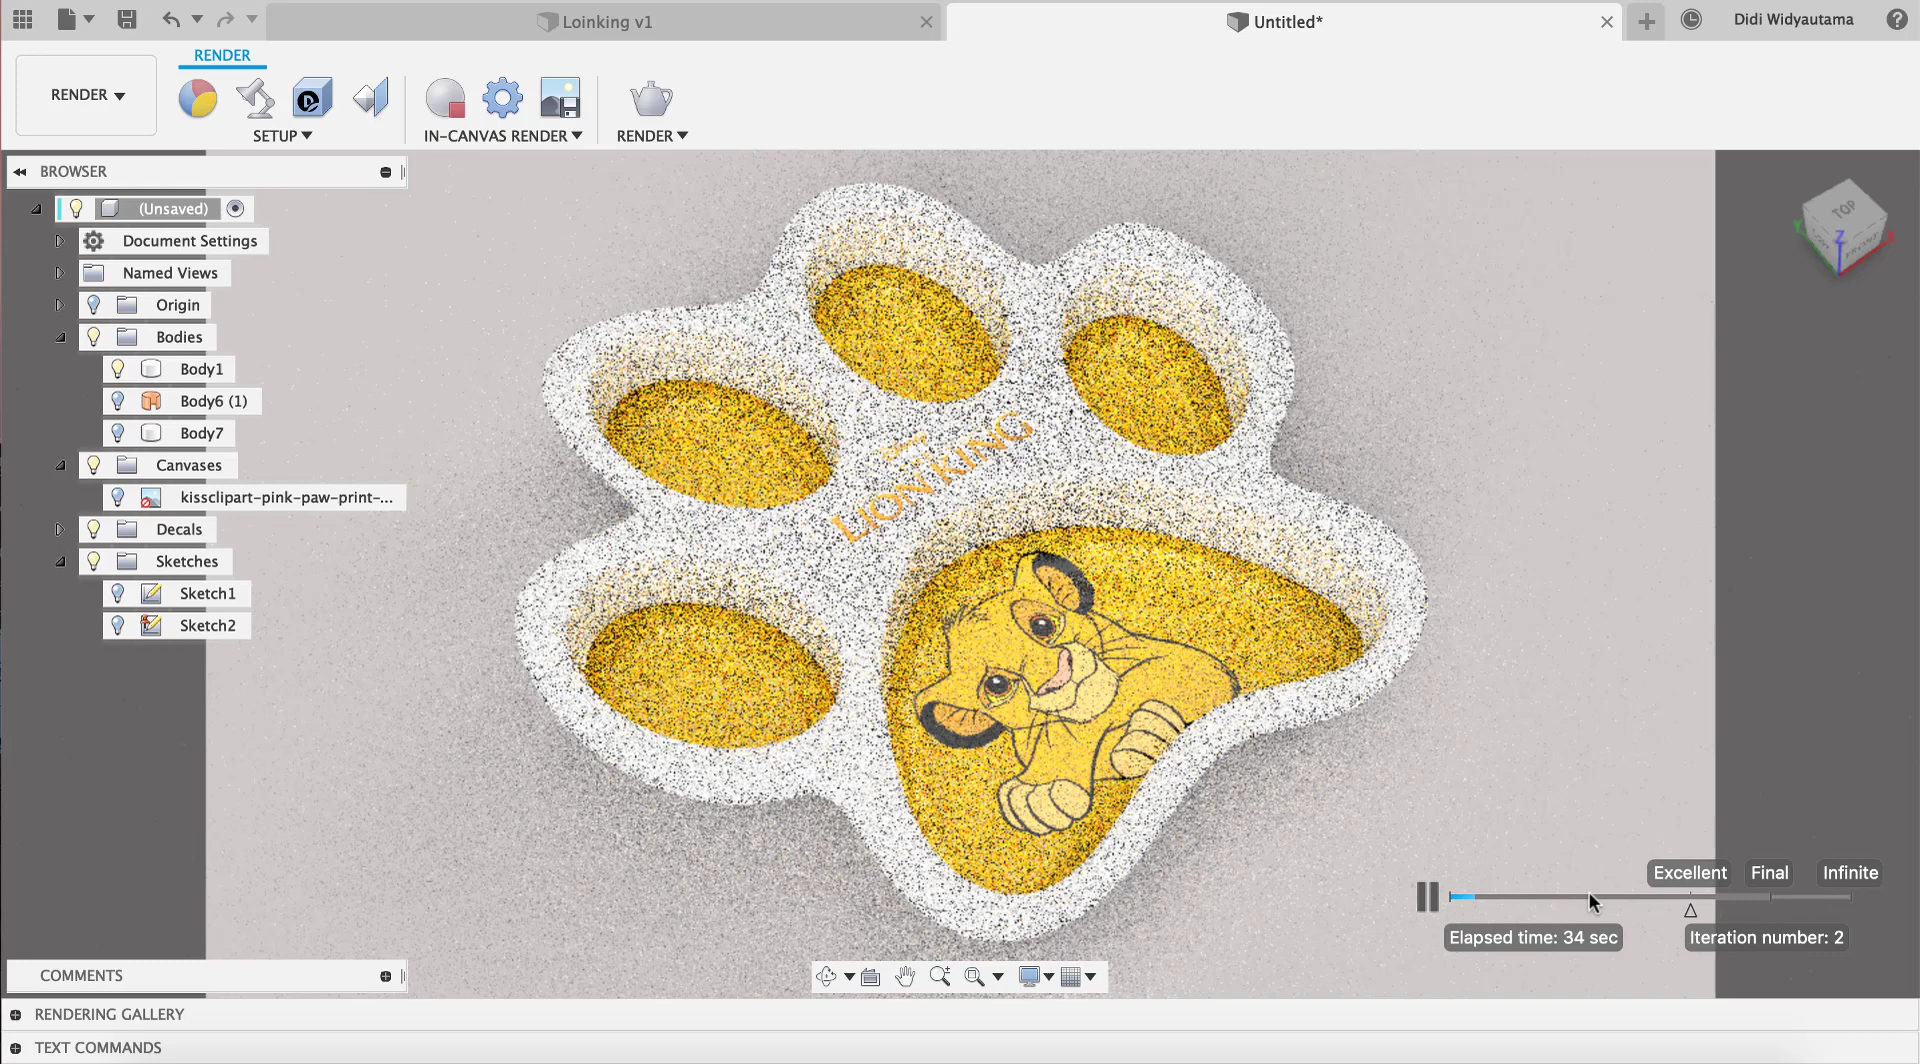 Loinking v1
Untitled*
Didi Widyautama
RENDER
RENDER
SETUP
IN-CANVAS RENDER
RENDER
BROWSER
(Unsaved)
Document Settings
Named Views
Origin
Bodies
Body1
Body6 (1)
Body7
Canvases
kissclipart-pink-paw-print-...
Decals
Sketches
Sketch1
Sketch2
TOP
FRONT
Z
Y
X
LION KING
Excellent
Final
Infinite
Elapsed time: 34 sec
Iteration number: 2
COMMENTS
RENDERING GALLERY
TEXT COMMANDS